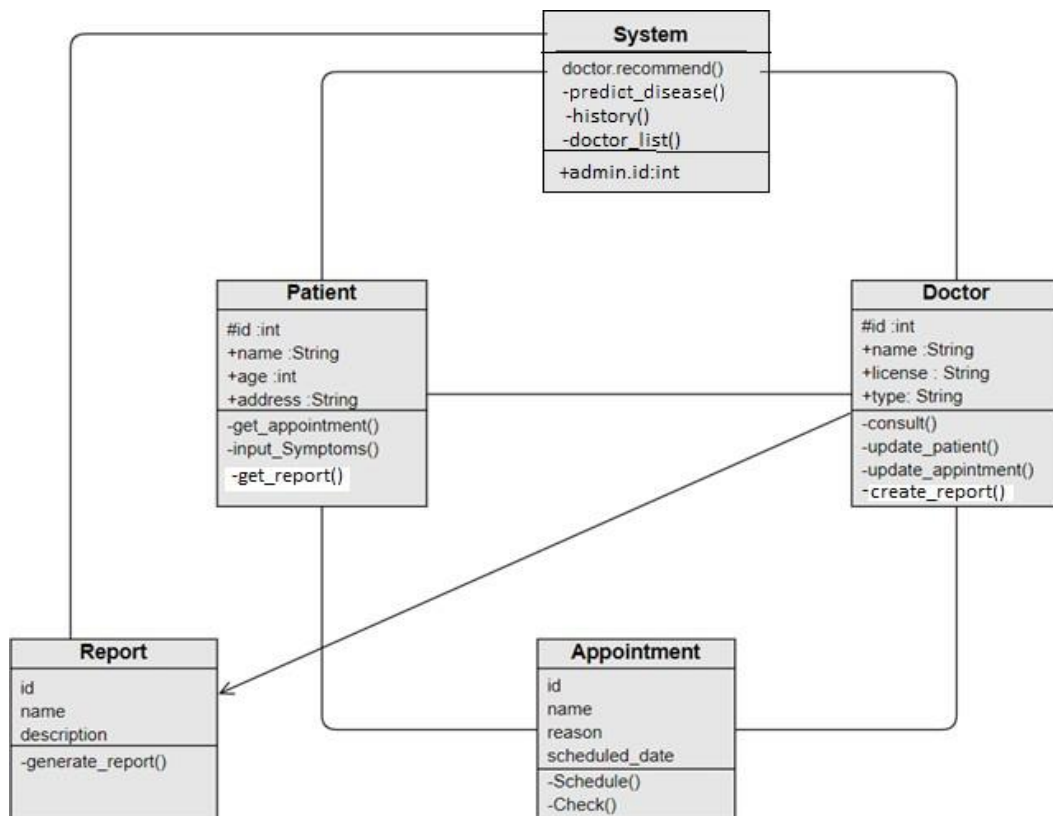 System
doctor.recommend()
-predict_disease()
-history()
-doctor_list()
+admin.id:int
Patient
#id :int
+name :String
+age :int
+address :String
-get_appointment()
-input_Symptoms()
-get_report()
Doctor
#id :int
+name :String
+license : String
+type: String
-consult()
-update_patient()
-update_appintment()
-create_report()
Report
id
name
description
-generate_report()
Appointment
id
name
reason
scheduled_date
-Schedule()
-Check()